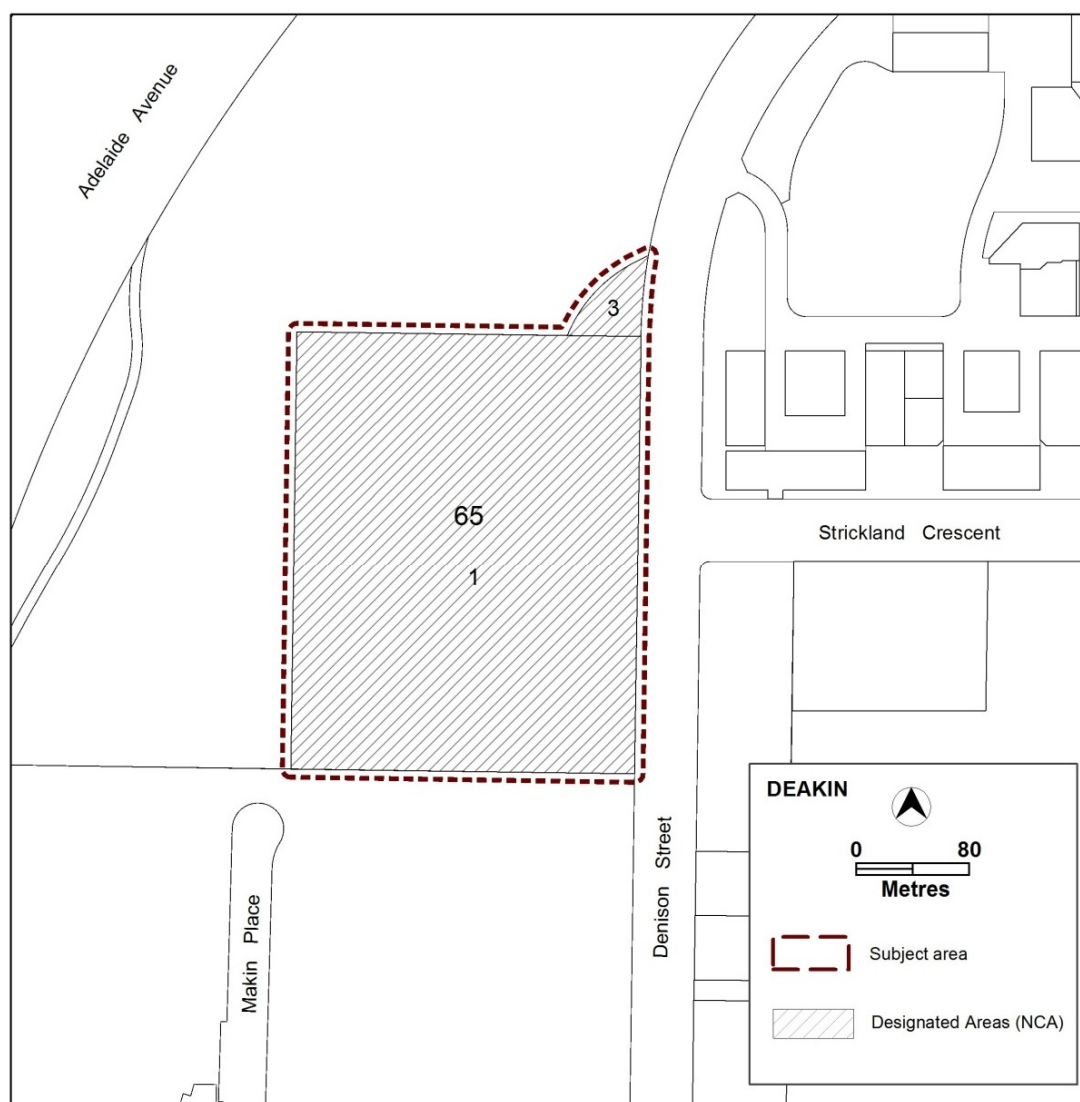 Adelaide Avenue
3
65
1
Strickland Crescent
Denison Street
Makin Place
DEAKIN
0 80
Metres
Subject area
Designated Areas (NCA)